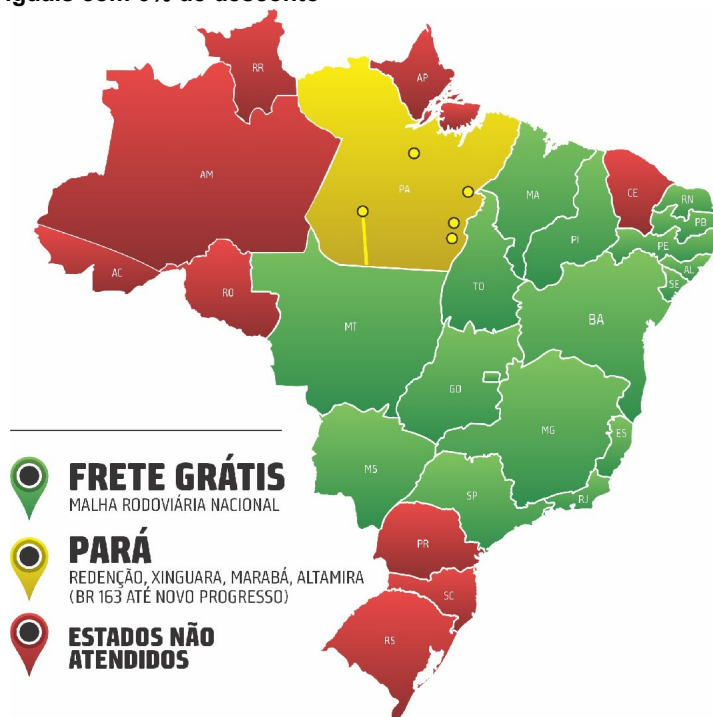 RR
AP
AM
PA
MA
CE
RN
PB
PI
PE
AL
SE
AC
RO
TO
MT
BA
GO
MG
ES
MS
SP
RJ
PR
SC
RS
FRETE GRÁTIS
MALHA RODOVIÁRIA NACIONAL
PARÁ
REDENÇÃO, XINGUARA, MARABÁ, ALTAMIRA
(BR 163 ATÉ NOVO PROGRESSO)
ESTADOS NÃO
ATENDIDOS